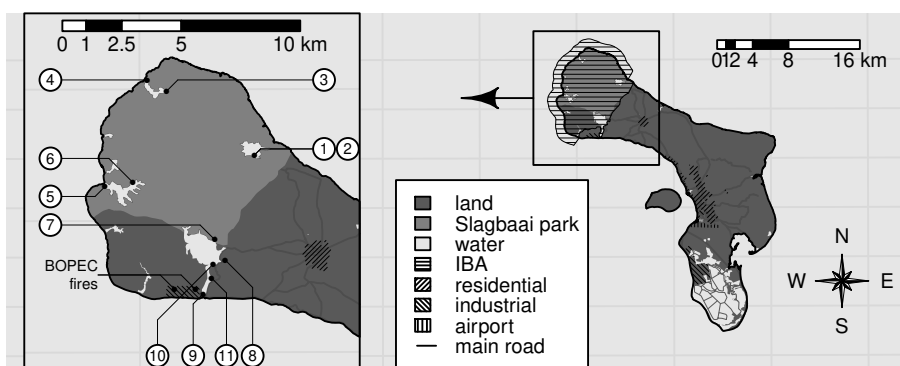 0 1 2.5 5 10 km
4
3
6
1 2
5
7
BOPEC
fires
10 9 11 8
012 4 8 16 km
land
Slagbaai park
water
IBA
residential
industrial
airport
main road
N
W E
S